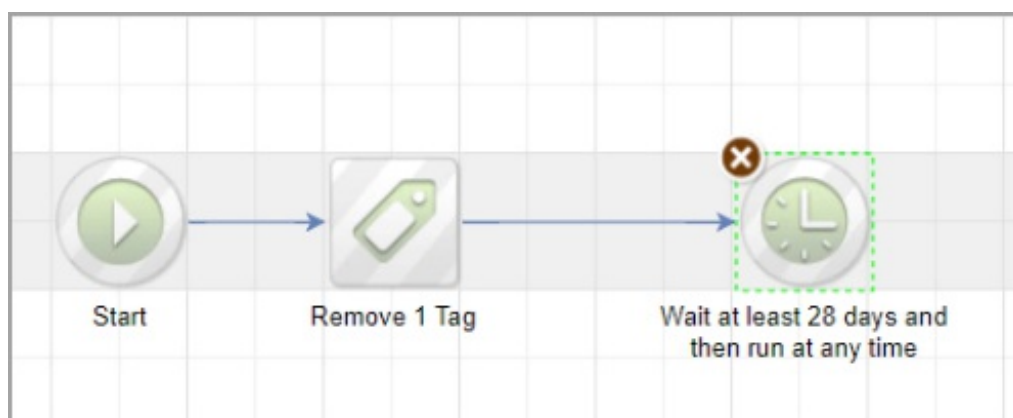 Start
Remove 1 Tag
Wait at least 28 days and
then run at any time